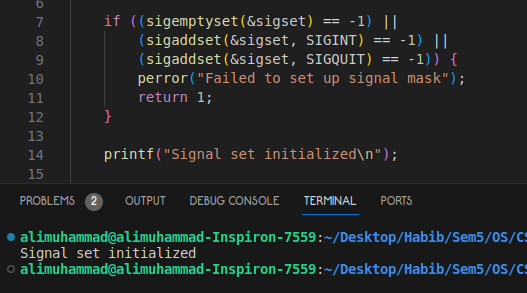 6
7 if ((sigemptyset(&sigset) == -1) ||
8 (sigaddset(&sigset, SIGINT) == -1) ||
9 (sigaddset(&sigset, SIGQUIT) == -1)) {
10 perror("Failed to set up signal mask");
11 return 1;
12 }
13
14 printf("Signal set initialized\n");
15
PROBLEMS 2 OUTPUT DEBUG CONSOLE TERMINAL PORTS
alimuhammad@alimuhammad-Inspiron-7559:~/Desktop/Habib/Sem5/OS/CS
Signal set initialized
alimuhammad@alimuhammad-Inspiron-7559:~/Desktop/Habib/Sem5/OS/CS